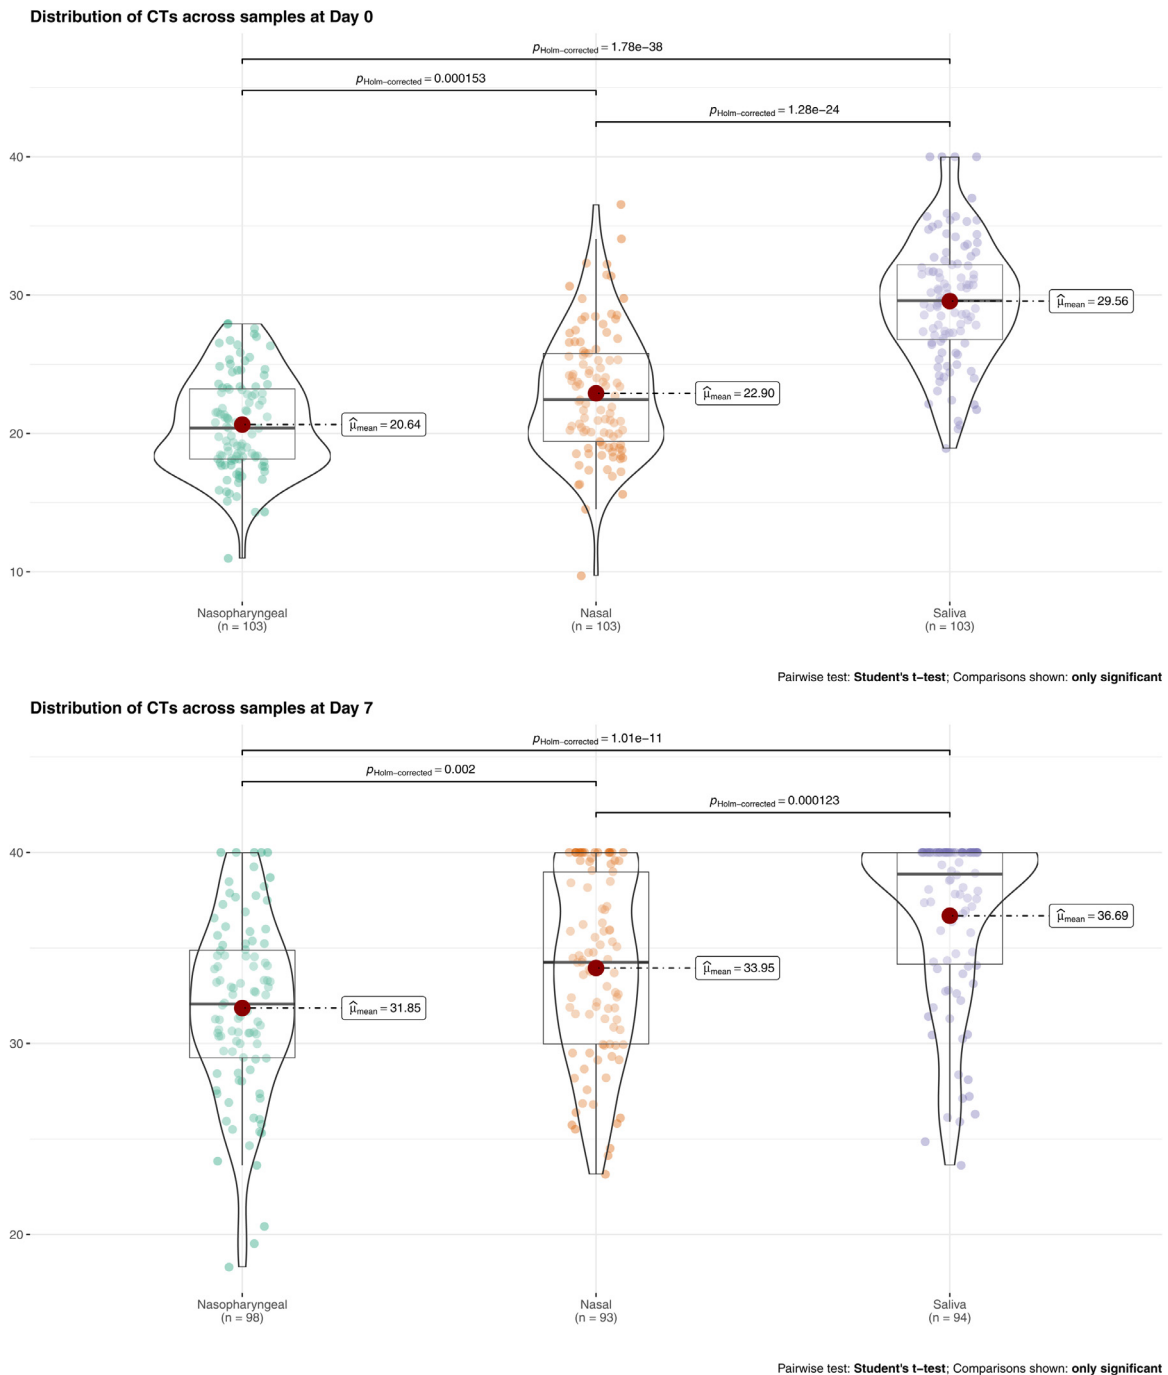 Distribution of CTs across samples at Day 0
pHolm−corrected = 1.78e−38
pHolm−corrected = 0.000153
pHolm−corrected = 1.28e−24
40
30
20
10
μ̂mean = 29.56
μ̂mean = 22.90
μ̂mean = 20.64
Nasopharyngeal Nasal Saliva
(n = 103) (n = 103) (n = 103)
Pairwise test: Student's t−test; Comparisons shown: only significant
Distribution of CTs across samples at Day 7
pHolm−corrected = 1.01e−11
pHolm−corrected = 0.002
pHolm−corrected = 0.000123
40
30
20
μ̂mean = 36.69
μ̂mean = 33.95
μ̂mean = 31.85
Nasopharyngeal Nasal Saliva
(n = 98) (n = 93) (n = 94)
Pairwise test: Student's t−test; Comparisons shown: only significant